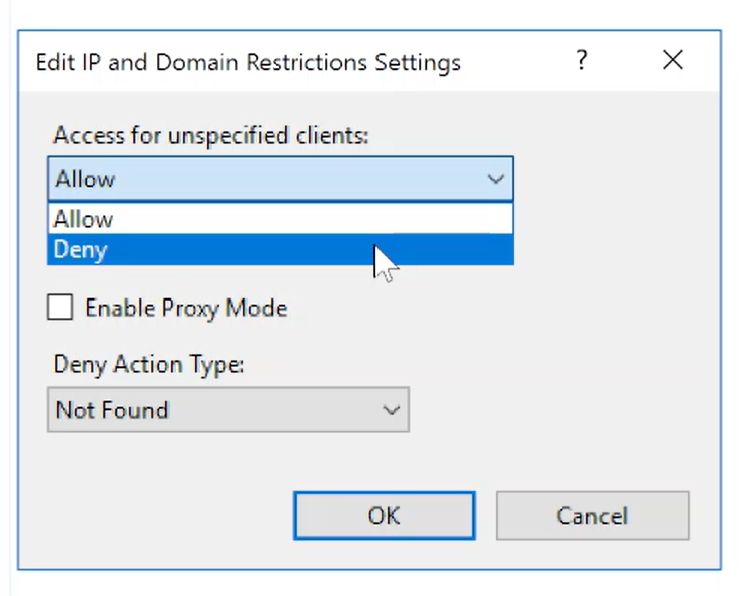 Edit IP and Domain Restrictions Settings ?
Access for unspecified clients:
Allow
Allow
Deny
Enable Proxy Mode
Deny Action Type:
Not Found
OK Cancel